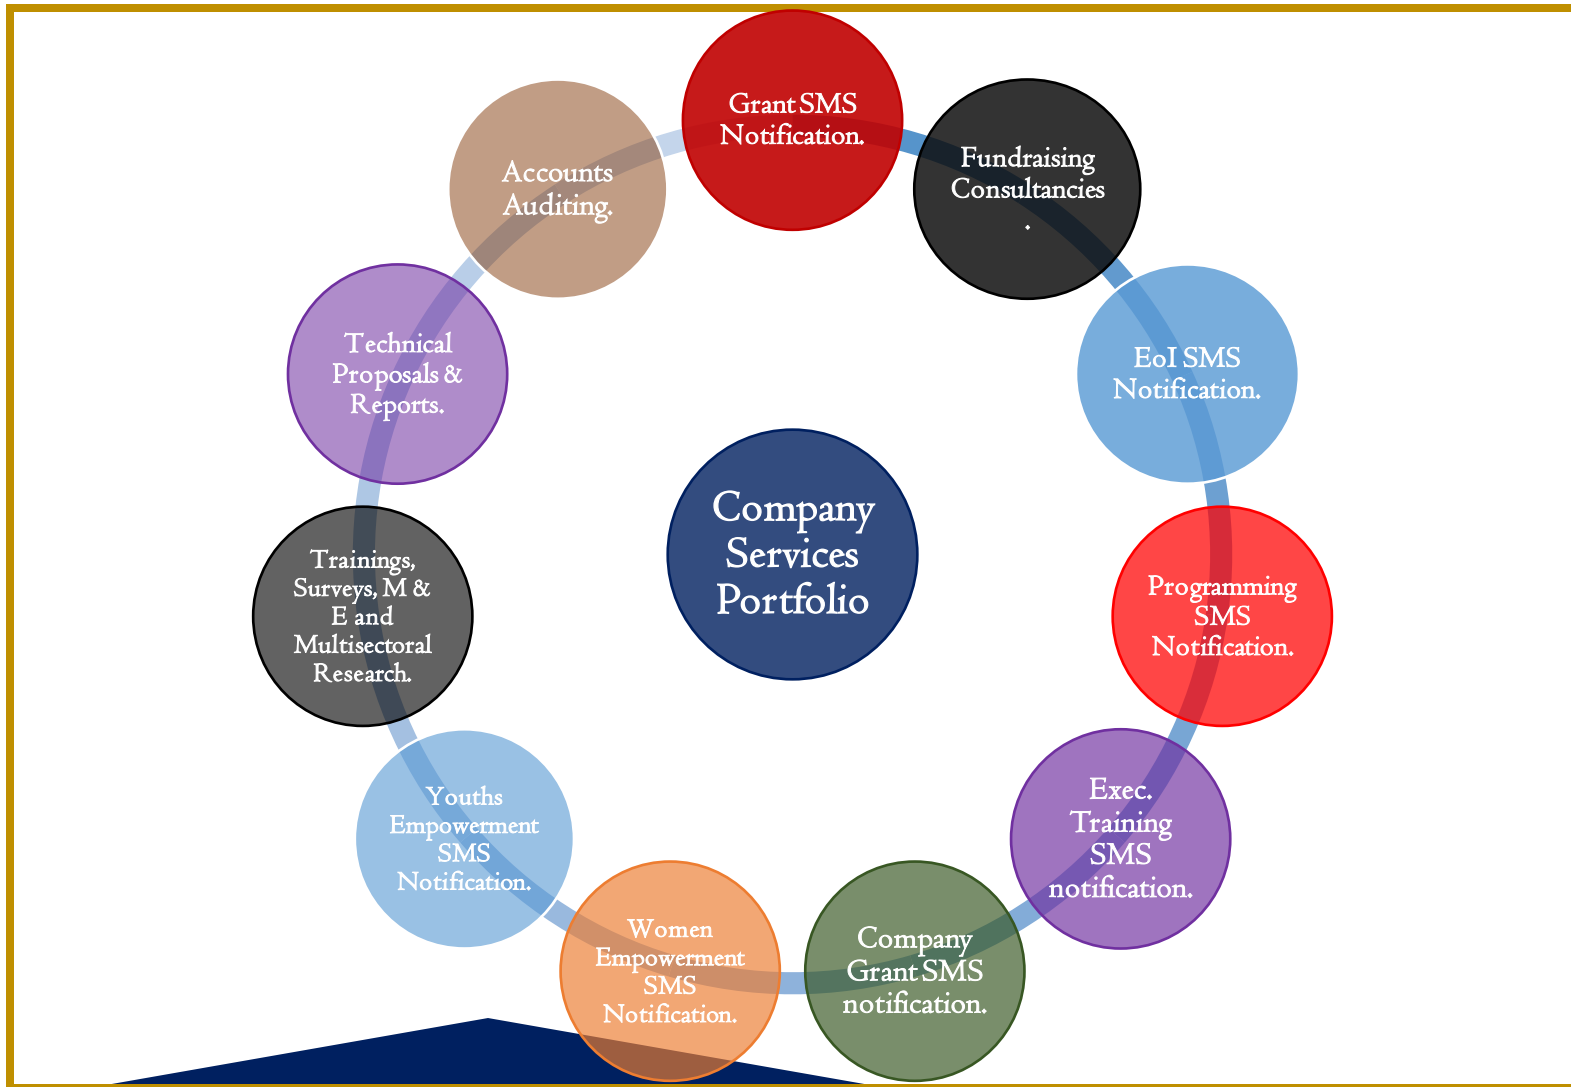 Grant SMS
Notification.
Fundraising
Consultancies
.
EoI SMS
Notification.
Programming
SMS
Notification.
Exec.
Training
SMS
notification.
Company
Grant SMS
notification.
Women
Empowerment
SMS
Notification.
Youths
Empowerment
SMS
Notification.
Trainings,
Surveys, M &
E and
Multisectoral
Research.
Technical
Proposals &
Reports.
Accounts
Auditing.
Company
Services
Portfolio